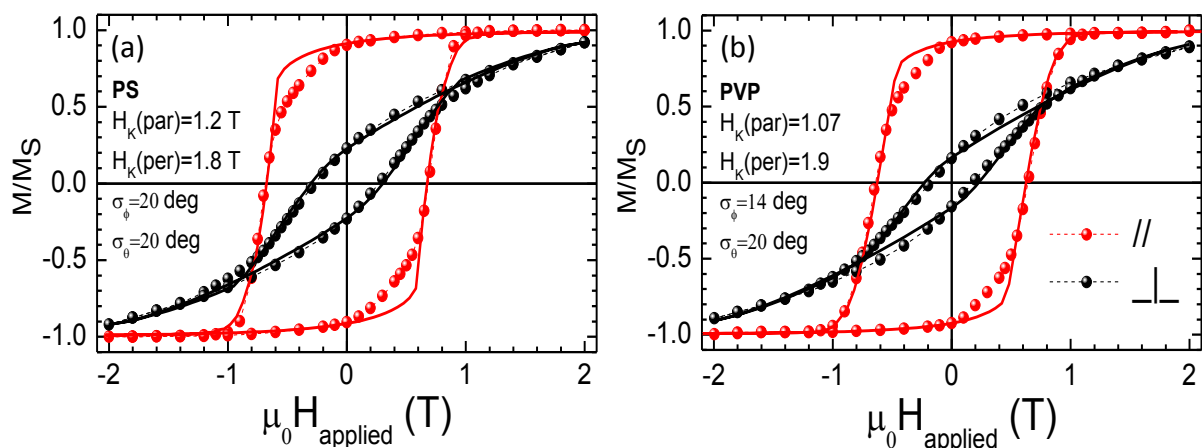 (a)
PS
H_K(par)=1.2 T
H_K(per)=1.8 T
σ_ϕ=20 deg
σ_θ=20 deg
M/M_S
1.0
0.5
0.0
-0.5
-1.0
-2 -1 0 1 2
μ_0H_applied (T)
(b)
PVP
H_K(par)=1.07
H_K(per)=1.9
σ_ϕ=14 deg
σ_θ=20 deg
//
_|_
M/M_S
1.0
0.5
0.0
-0.5
-1.0
-2 -1 0 1 2
μ_0H_applied (T)